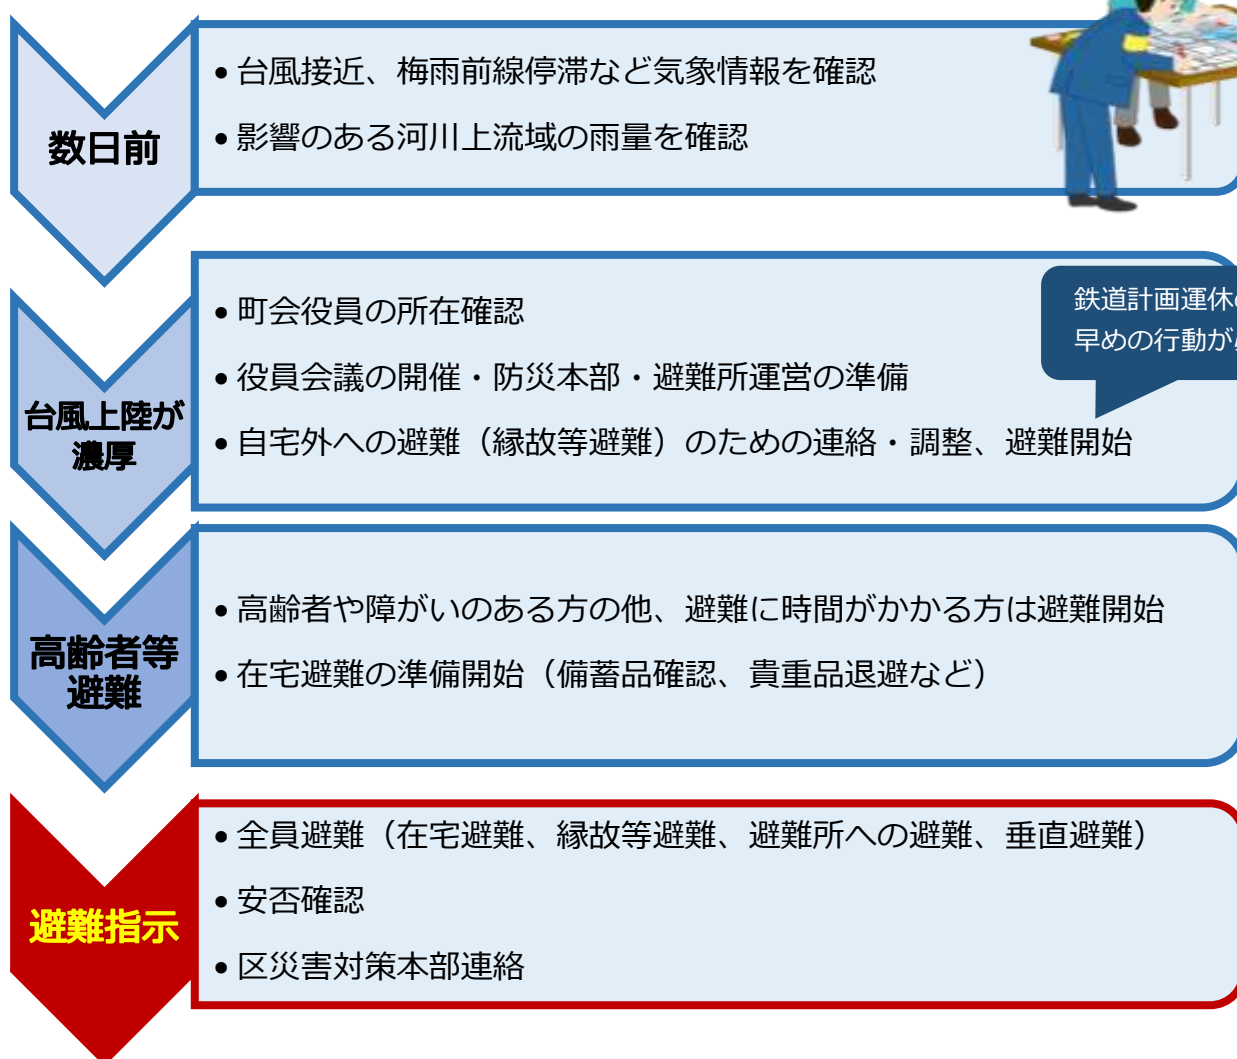 数日前
• 台風接近、梅雨前線停滞など気象情報を確認
• 影響のある河川上流域の雨量を確認
台風上陸が
濃厚
• 町会役員の所在確認
• 役員会議の開催・防災本部・避難所運営の準備
• 自宅外への避難（縁故等避難）のための連絡・調整、避難開始
鉄道計画運休
早めの行動が
高齢者等
避難
• 高齢者や障がいのある方の他、避難に時間がかかる方は避難開始
• 在宅避難の準備開始（備蓄品確認、貴重品退避など）
避難指示
• 全員避難（在宅避難、縁故等避難、避難所への避難、垂直避難）
• 安否確認
• 区災害対策本部連絡